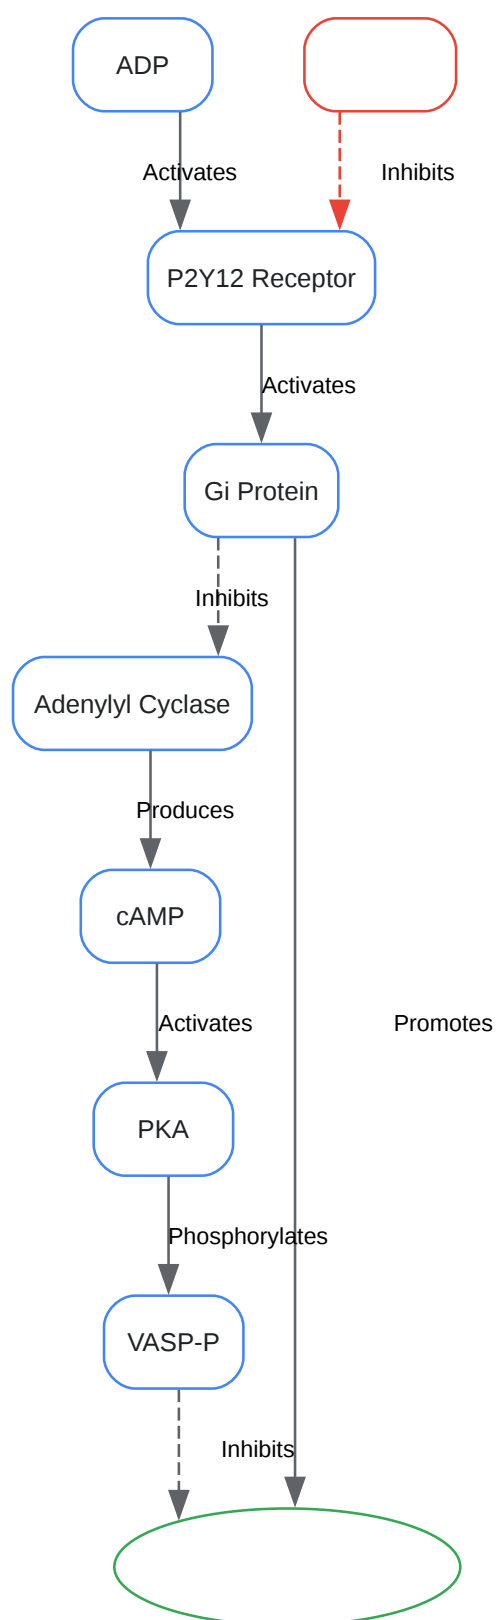 ADP
Activates
Inhibits
P2Y12 Receptor
Activates
Gi Protein
Inhibits
Adenylyl Cyclase
Produces
cAMP
Activates
Promotes
PKA
Phosphorylates
VASP-P
Inhibits